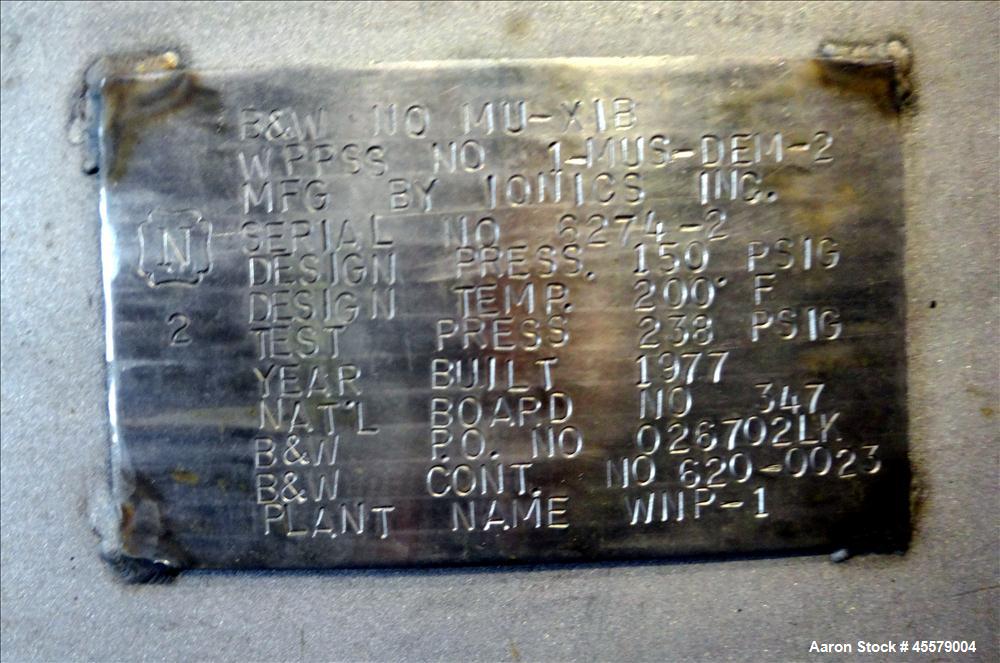 B&W NO MU-X1B
WPPSS NO 1-MUS-DEM-2
MFG BY IONICS INC.
SERIAL NO 6274-2
N
DESIGN PRESS. 150 PSIG
DESIGN TEMP. 200° F
2
TEST PRESS 238 PSIG
YEAR BUILT 1977
NAT'L BOARD NO 347
B&W P.O. NO 026702LK
B&W CONT. NO 620-0023
PLANT NAME WNP-1
Aaron Stock # 45579004